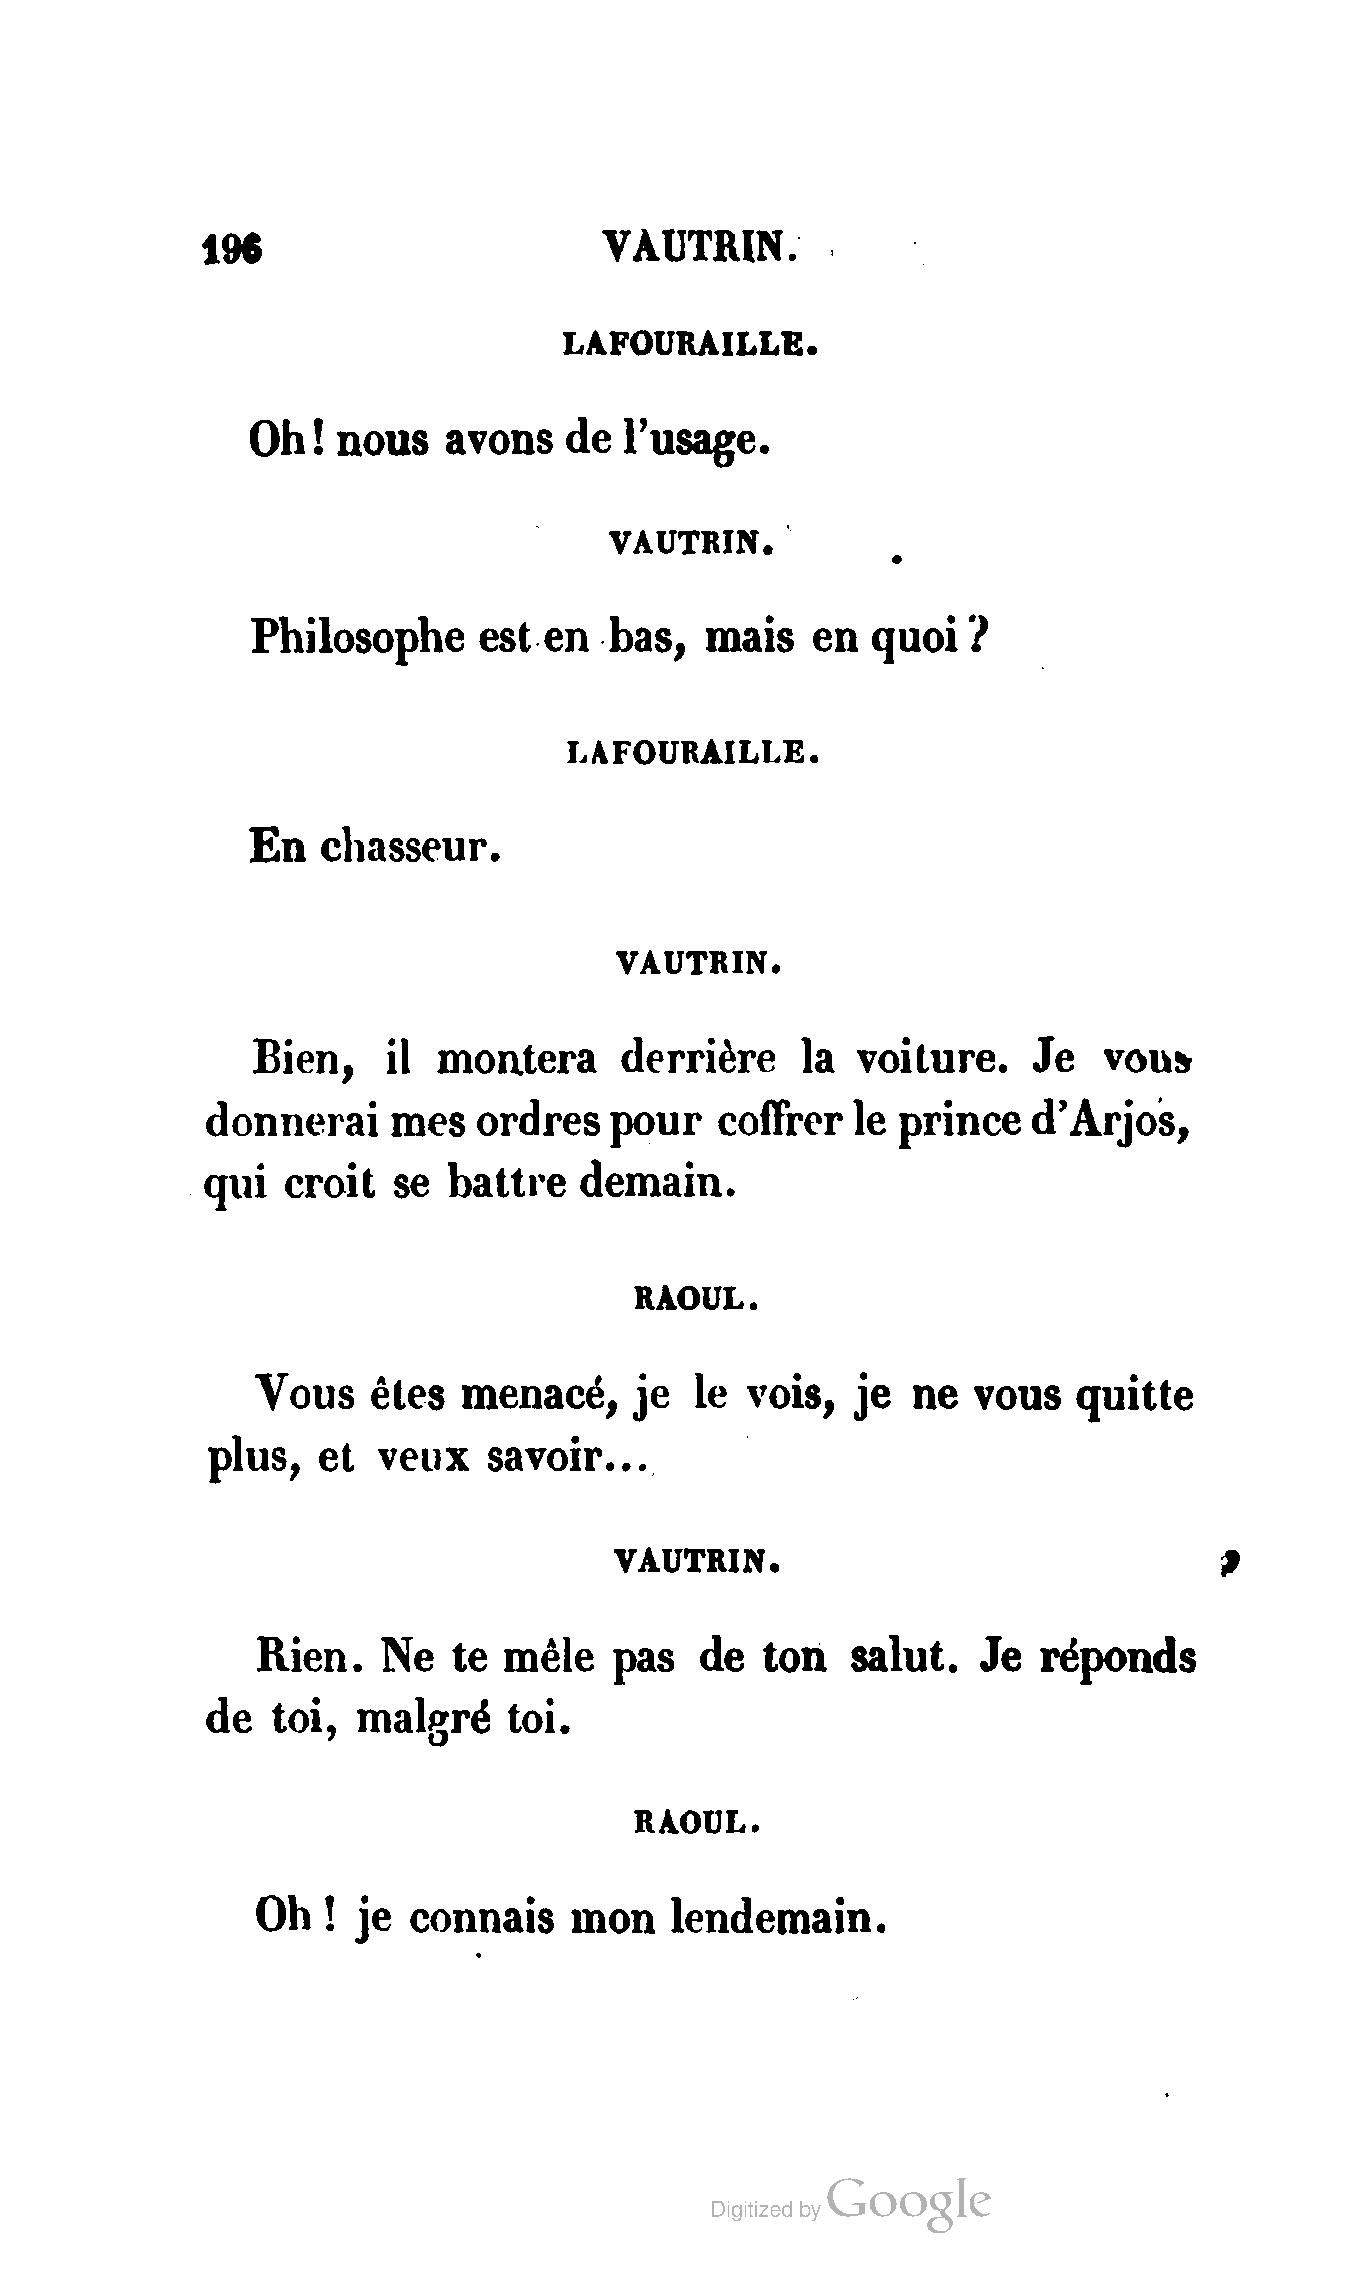 196 VAUTRIN.
LAFOURAILLE.
Oh! nous avons de l'usage.
VAUTRIN.
Philosophe est en bas, mais en quoi ?
LAFOURAILLE.
En chasseur.
VAUTRIN.
Bien, il montera derrière la voiture. Je vous
donnerai mes ordres pour coffrer le prince d'Arjos,
qui croit se battre demain.
RAOUL.
Vous êtes menacé, je le vois, je ne vous quitte
plus, et veux savoir...
VAUTRIN.
Rien. Ne te mêle pas de ton salut. Je réponds
de toi, malgré toi.
RAOUL.
Oh ! je connais mon lendemain.
Digitized by Google